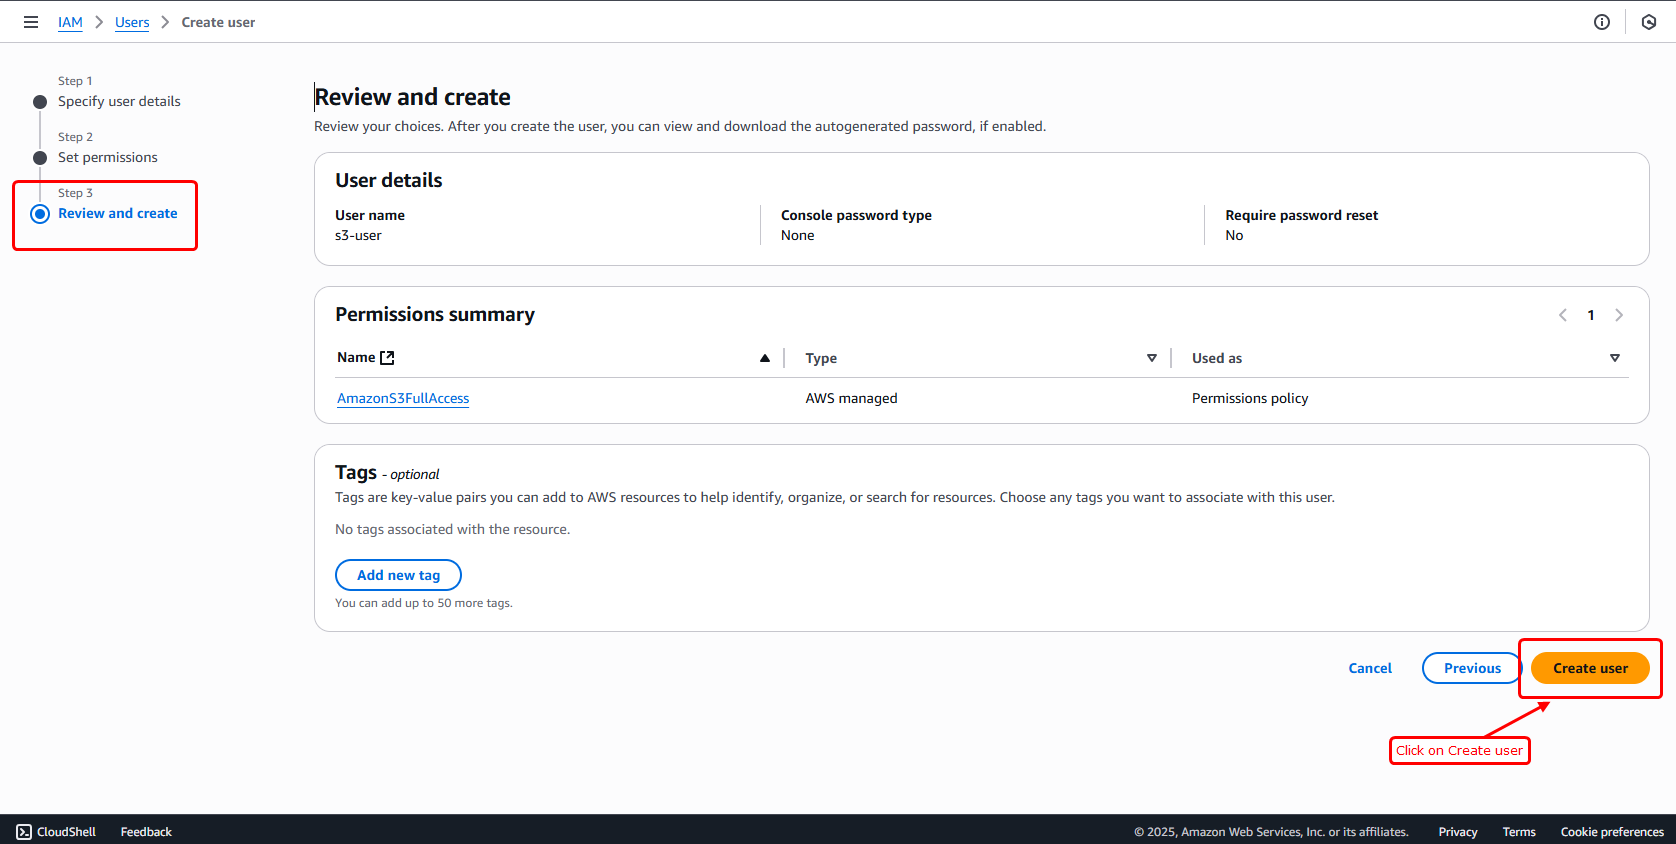 IAM > Users > Create user
Step 1
Specify user details
Step 2
Set permissions
Step 3
Review and create
Review and create
Review your choices. After you create the user, you can view and download the autogenerated password, if enabled.
User details
User name
s3-user
Console password type
None
Require password reset
No
Permissions summary
1
Name
Type
Used as
AmazonS3FullAccess
AWS managed
Permissions policy
Tags - optional
Tags are key-value pairs you can add to AWS resources to help identify, organize, or search for resources. Choose any tags you want to associate with this user.
No tags associated with the resource.
Add new tag
You can add up to 50 more tags.
Cancel
Previous
Create user
Click on Create user
CloudShell
Feedback
© 2025, Amazon Web Services, Inc. or its affiliates.
Privacy
Terms
Cookie preferences